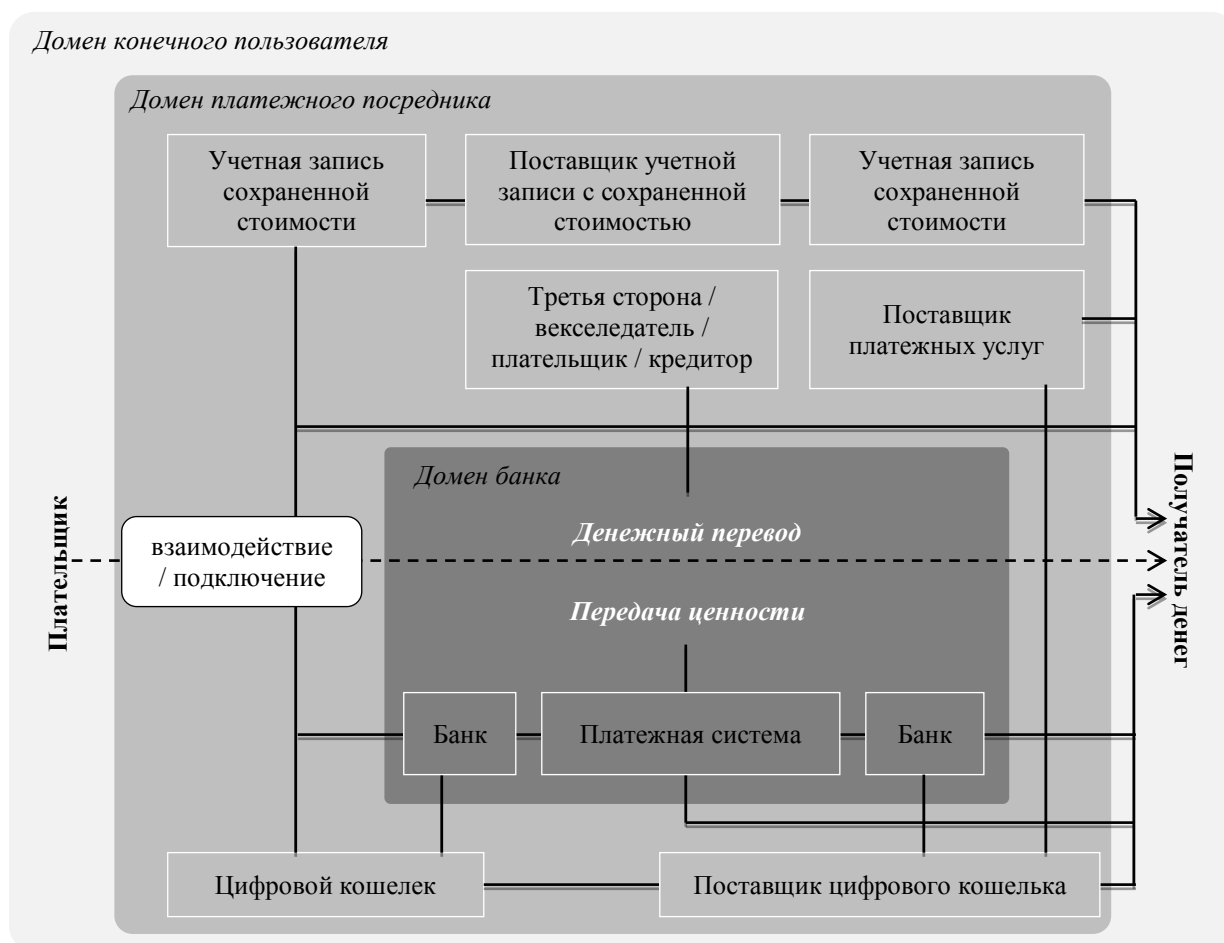 Домен конечного пользователя
Домен платежного посредника
Учетная запись
сохраненной
стоимости
Поставщик учетной
записи с сохраненной
стоимостью
Учетная запись
сохраненной
стоимости
Третья сторона /
векселедатель /
плательщик / кредитор
Поставщик
платежных услуг
Домен банка
Плательщик
взаимодействие
/ подключение
Денежный перевод
Передача ценности
Получатель денег
Банк
Платежная система
Банк
Цифровой кошелек
Поставщик цифрового кошелька